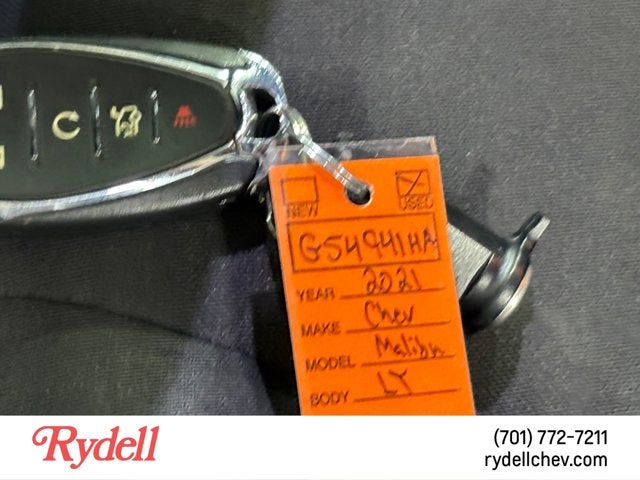 NEW USED
G54941HA
YEAR 2021
MAKE Chev
MODEL Malibu
BODY LT
Rydell
(701) 772-7211
rydellchev.com